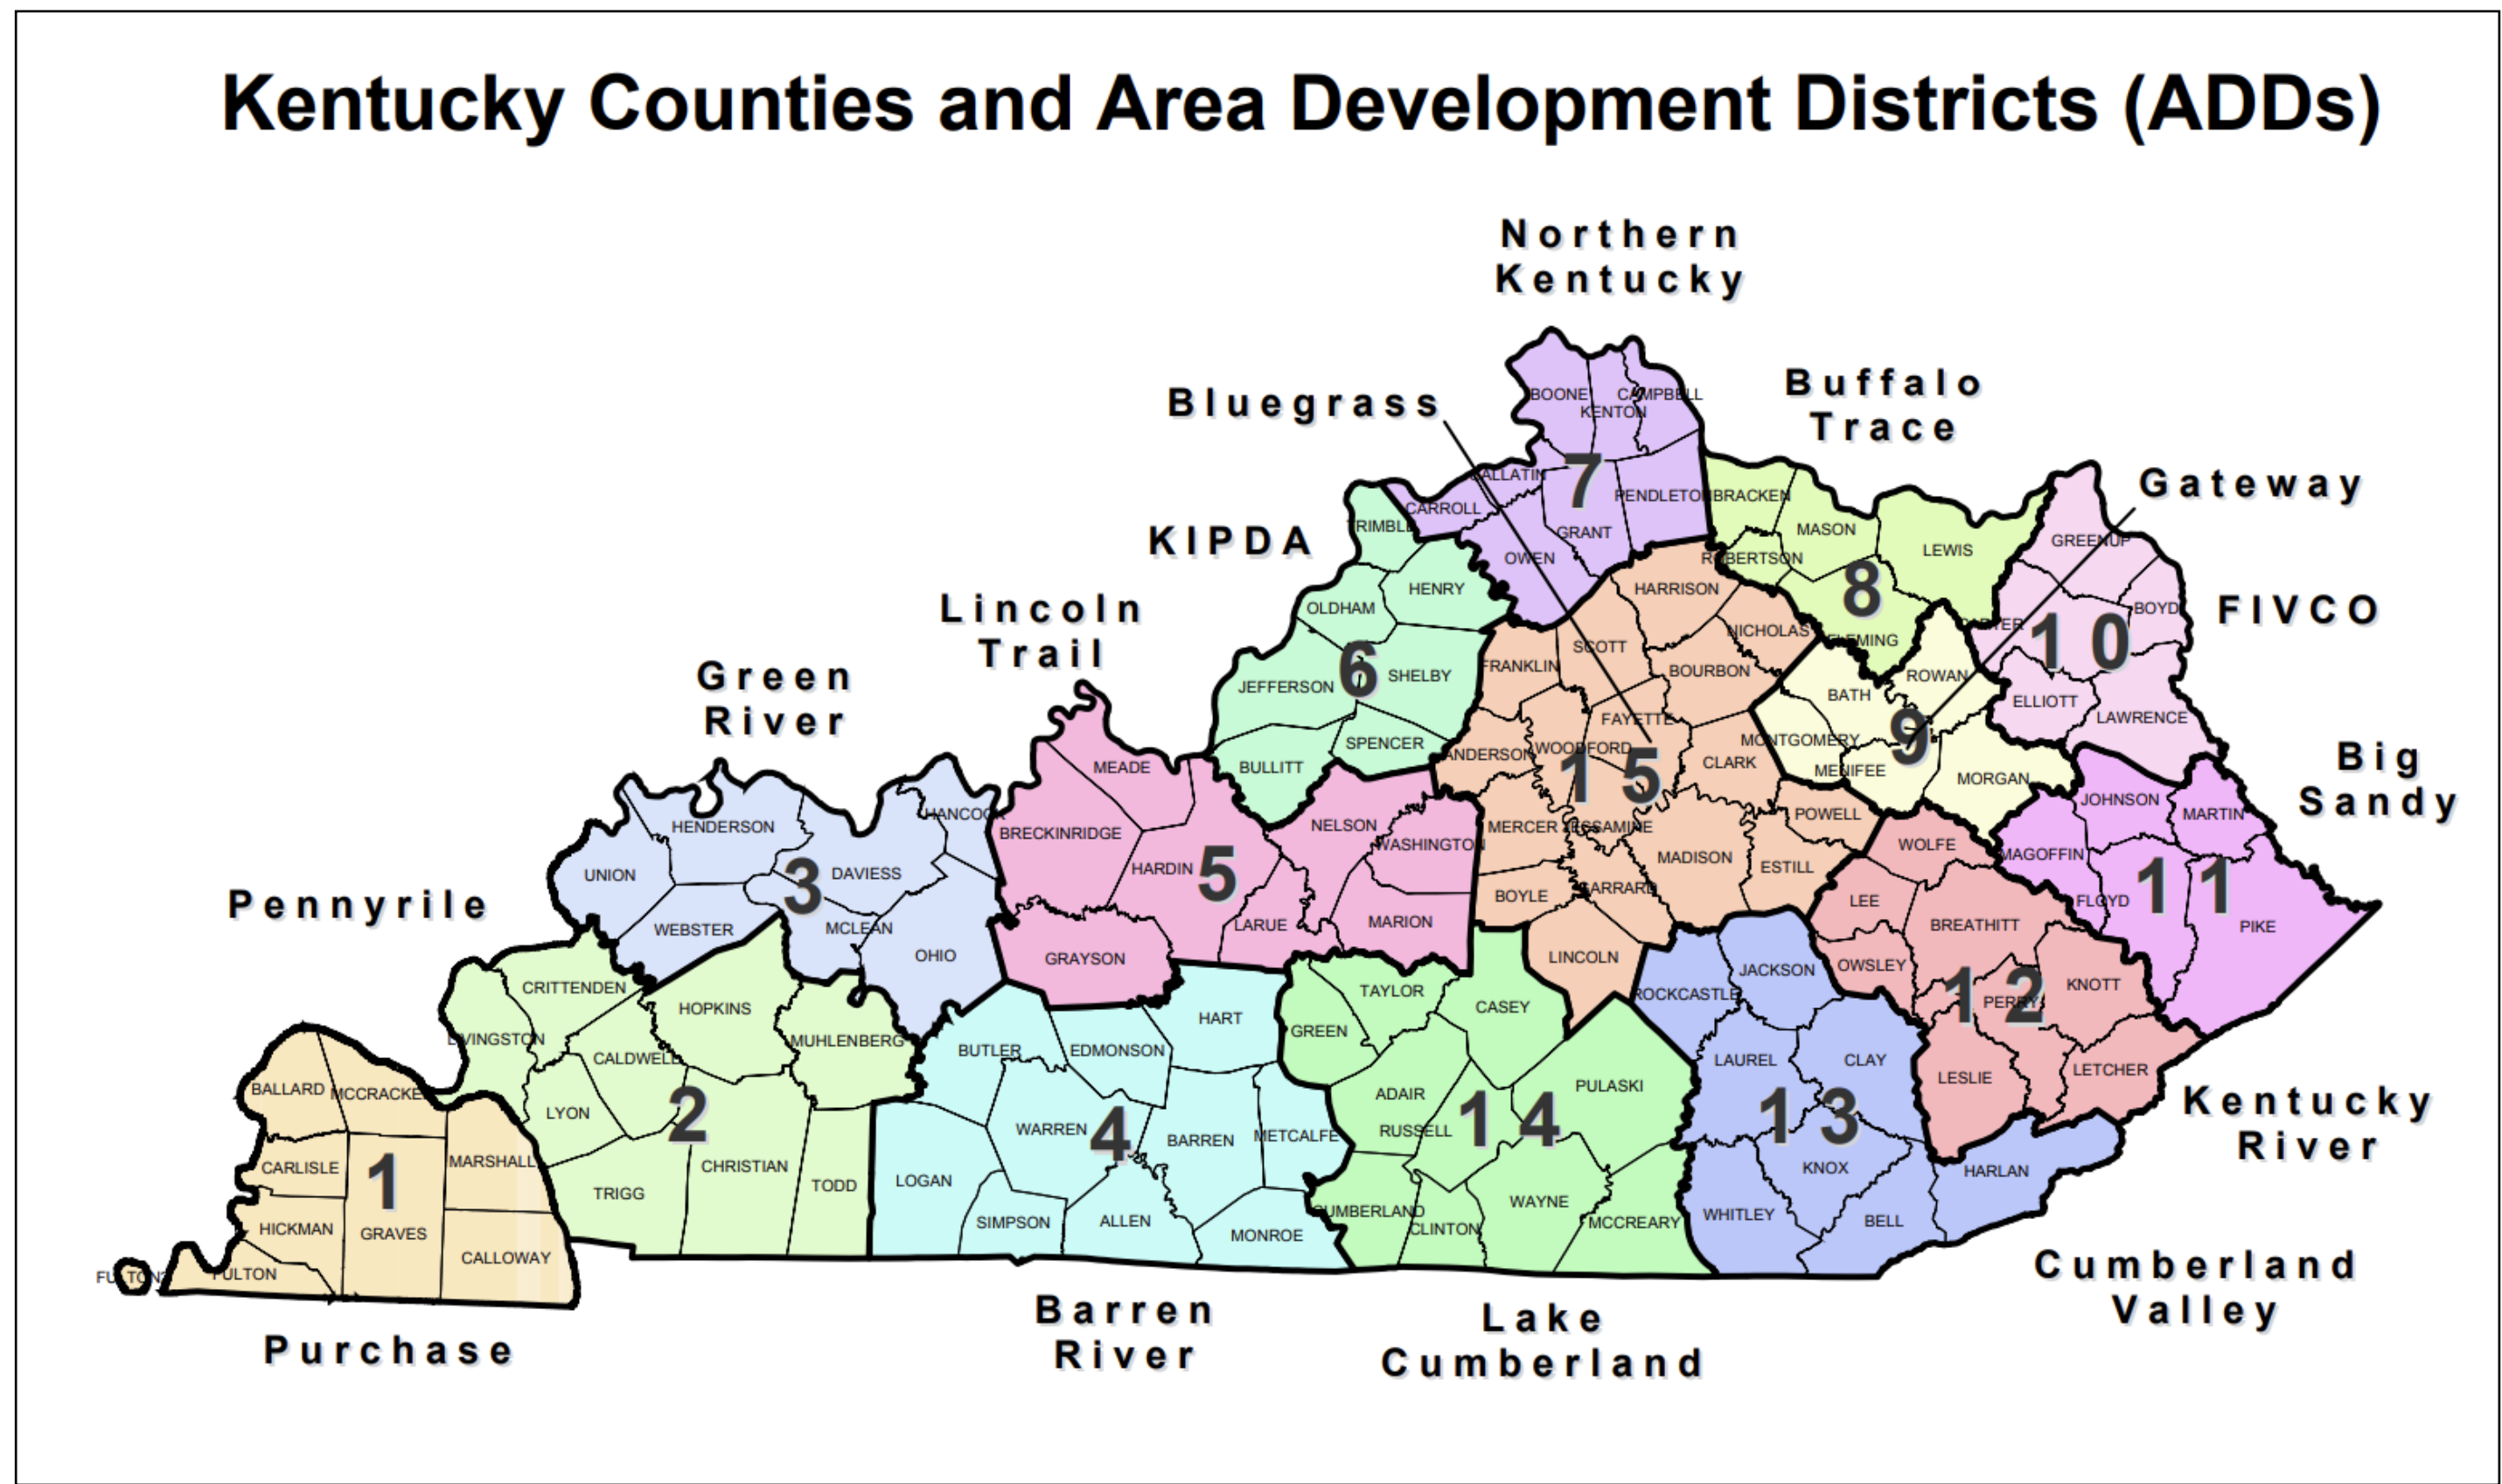 Kentucky Counties and Area Development Districts (ADDs)
Northern
Kentucky
Bluegrass
Buffalo
Trace
Gateway
KIPDA
FIVCO
Lincoln
Trail
Green
River
Big
Sandy
Pennyrile
Kentucky
River
Cumberland
Valley
Barren
River
Lake
Cumberland
Purchase
BOONE
KENTON
CAMPBELL
GALLATIN
7
CARROLL
PENDLETON
GRANT
OWEN
BRACKEN
MASON
ROBERTSON
LEWIS
8
FLEMING
GREENUP
CARTER
BOYD
10
ELLIOTT
LAWRENCE
TRIMBLE
HENRY
OLDHAM
6
SHELBY
JEFFERSON
SPENCER
BULLITT
HARRISON
NICHOLAS
SCOTT
FRANKLIN
BOURBON
FAYETTE
ANDERSON
WOODFORD
CLARK
15
POWELL
MERCER
JESSAMINE
MADISON
ESTILL
BOYLE
GARRARD
LINCOLN
ROWAN
BATH
9
MONTGOMERY
MENIFEE
MORGAN
JOHNSON
MARTIN
MAGOFFIN
FLOYD
11
PIKE
MEADE
BRECKINRIDGE
HARDIN
5
NELSON
WASHINGTON
LARUE
MARION
GRAYSON
HANCOCK
HENDERSON
UNION
3
DAVIESS
WEBSTER
MCLEAN
OHIO
CRITTENDEN
HOPKINS
LIVINGSTON
MUHLENBERG
CALDWELL
LYON
2
CHRISTIAN
TRIGG
TODD
BALLARD
MCCRACKEN
CARLISLE
1
MARSHALL
HICKMAN
GRAVES
CALLOWAY
FULTON
HART
BUTLER
EDMONSON
WARREN
4
BARREN
METCALFE
LOGAN
SIMPSON
ALLEN
MONROE
TAYLOR
CASEY
GREEN
ADAIR
PULASKI
RUSSELL
14
CUMBERLAND
CLINTON
WAYNE
MCCREARY
ROCKCASTLE
JACKSON
LAUREL
CLAY
13
KNOX
WHITLEY
BELL
HARLAN
WOLFE
LEE
BREATHITT
OWSLEY
12
PERRY
KNOTT
LESLIE
LETCHER